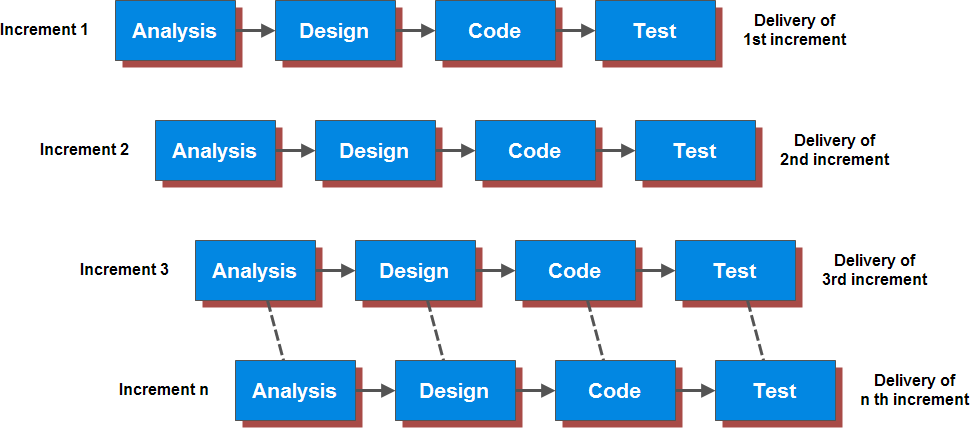 Increment 1
Analysis
Design
Code
Test
Delivery of
1st increment
Increment 2
Analysis
Design
Code
Test
Delivery of
2nd increment
Increment 3
Analysis
Design
Code
Test
Delivery of
3rd increment
Increment n
Analysis
Design
Code
Test
Delivery of
n th increment